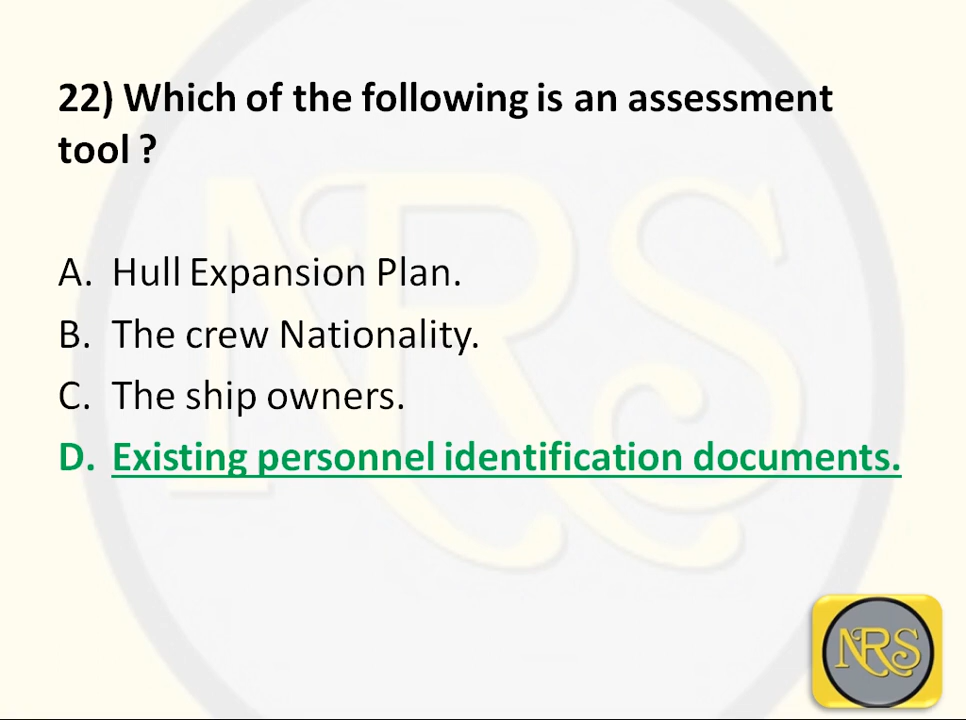 22) Which of the following is an assessment
tool ?
A. Hull Expansion Plan.
B. The crew Nationality.
C. The ship owners.
D. Existing personnel identification documents.
NRS
NRS